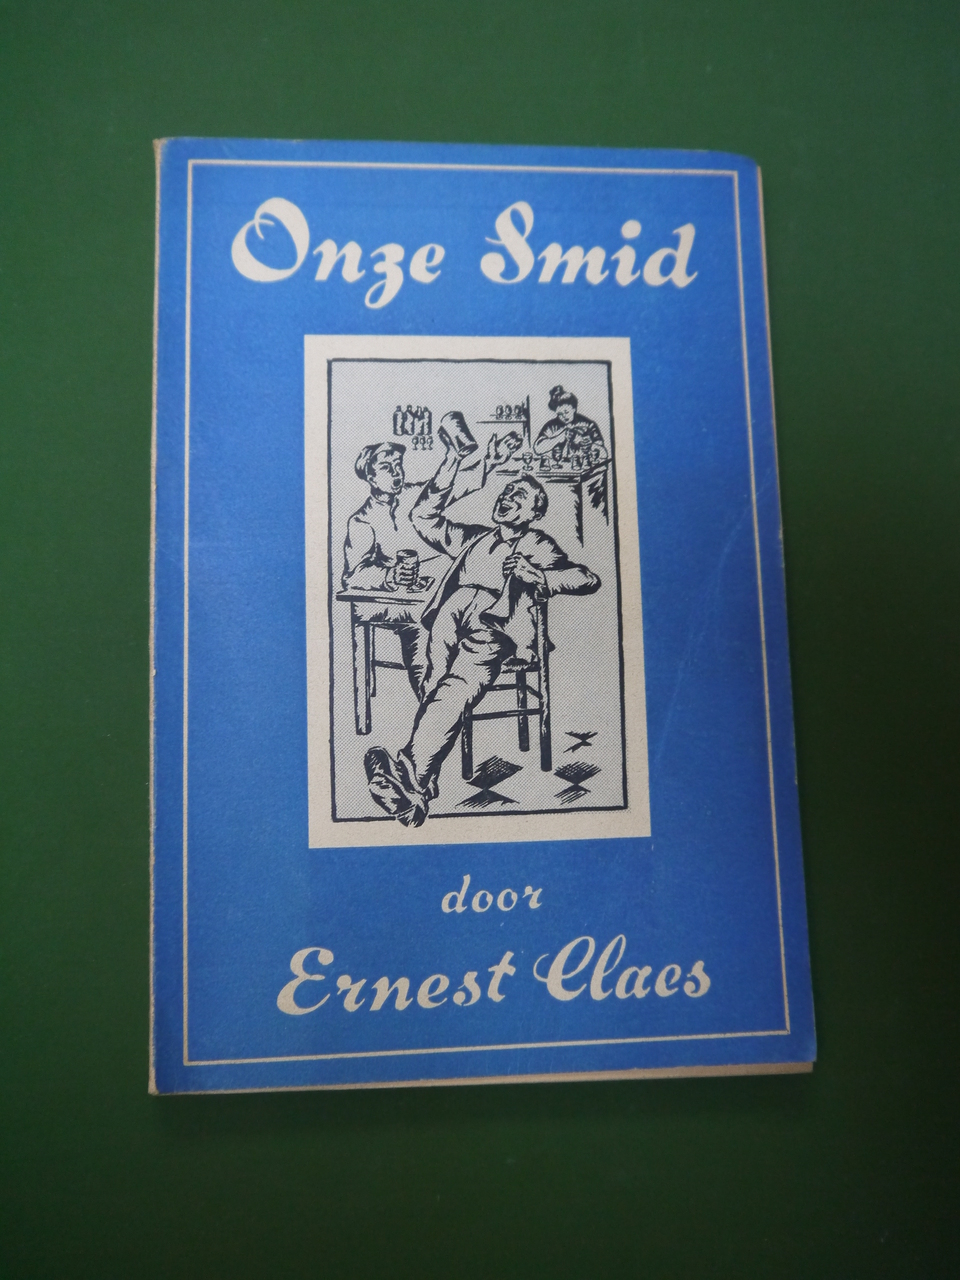 Onze Smid
door
Ernest Claes